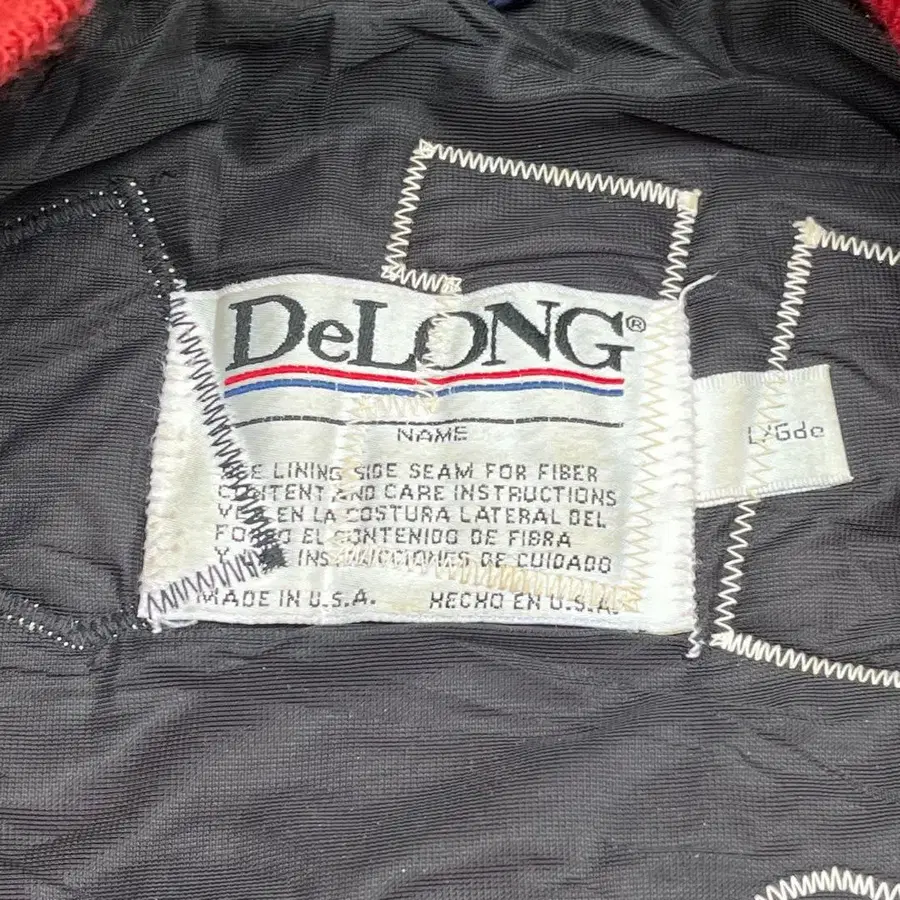 DeLONG®
NAME
SEE LINING SIDE SEAM FOR FIBER
CONTENT AND CARE INSTRUCTIONS
VEA EN LA COSTURA LATERAL DEL
FORRO EL CONTENIDO DE FIBRA
Y INSTRUCCIONES DE CUIDADO
MADE IN U.S.A. HECHO EN U.S.A.